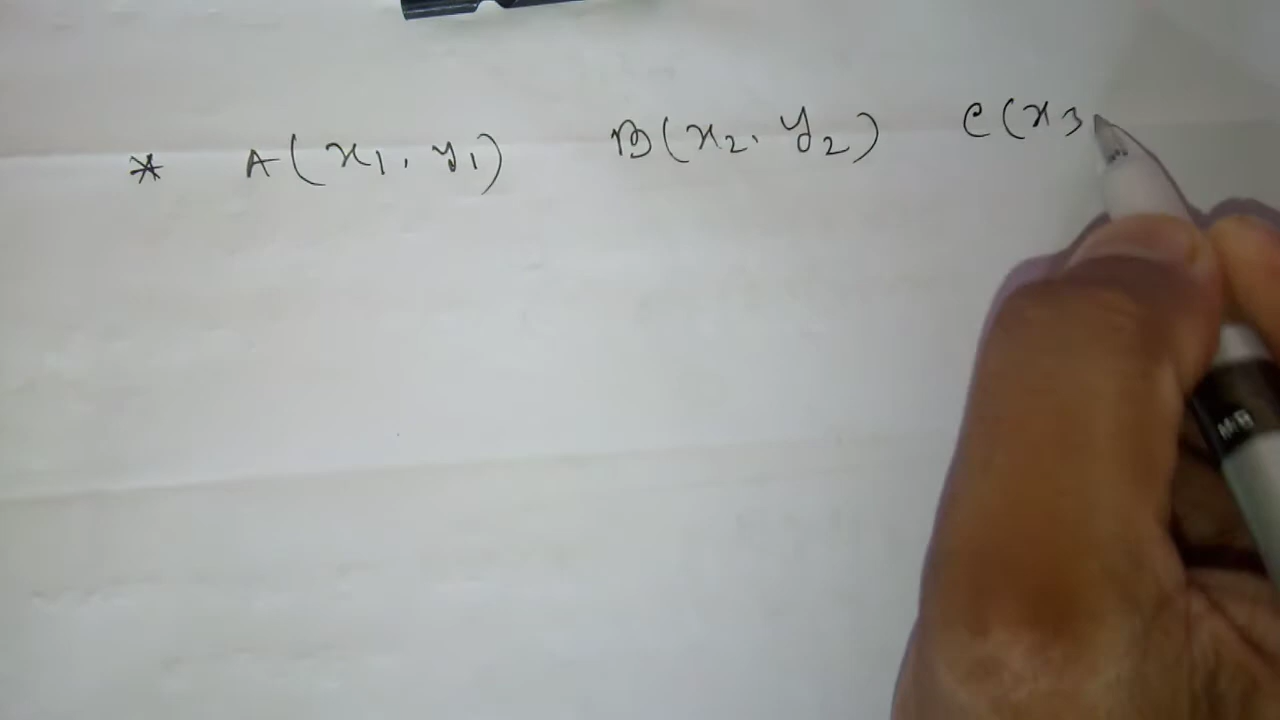 * A(x₁, y₁) B(x₂, y₂) C(x₃